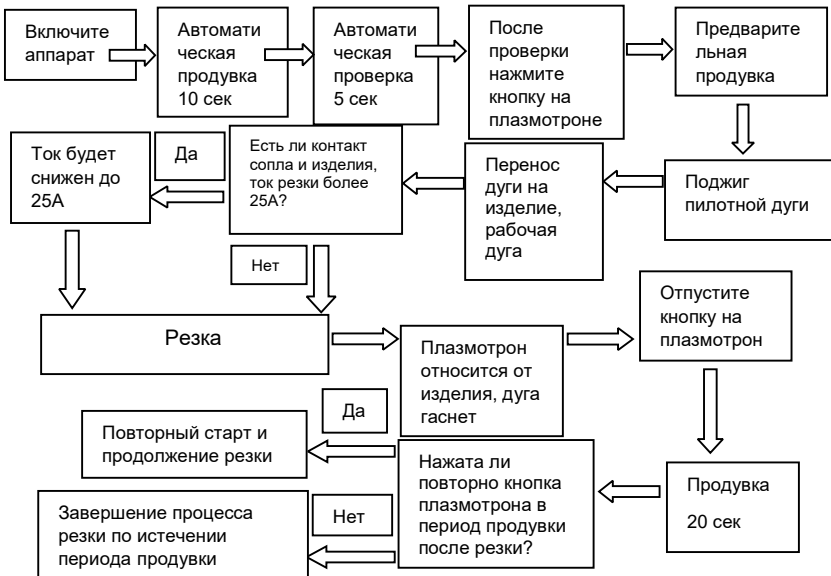 Включите
аппарат
Автомати
ческая
продувка
10 сек
Автомати
ческая
проверка
5 сек
После
проверки
нажмите
кнопку на
плазмотроне
Предварите
льная
продувка
Ток будет
снижен до
25А
Да
Есть ли контакт
сопла и изделия,
ток резки более
25А?
Перенос
дуги на
изделие,
рабочая
дуга
Поджиг
пилотной дуги
Нет
Резка
Плазмотрон
относится от
изделия, дуга
гаснет
Отпустите
кнопку на
плазмотрон
Да
Повторный старт и
продолжение резки
Нажата ли
повторно кнопка
плазмотрона в
период продувки
после резки?
Продувка
20 сек
Нет
Завершение процесса
резки по истечении
периода продувки